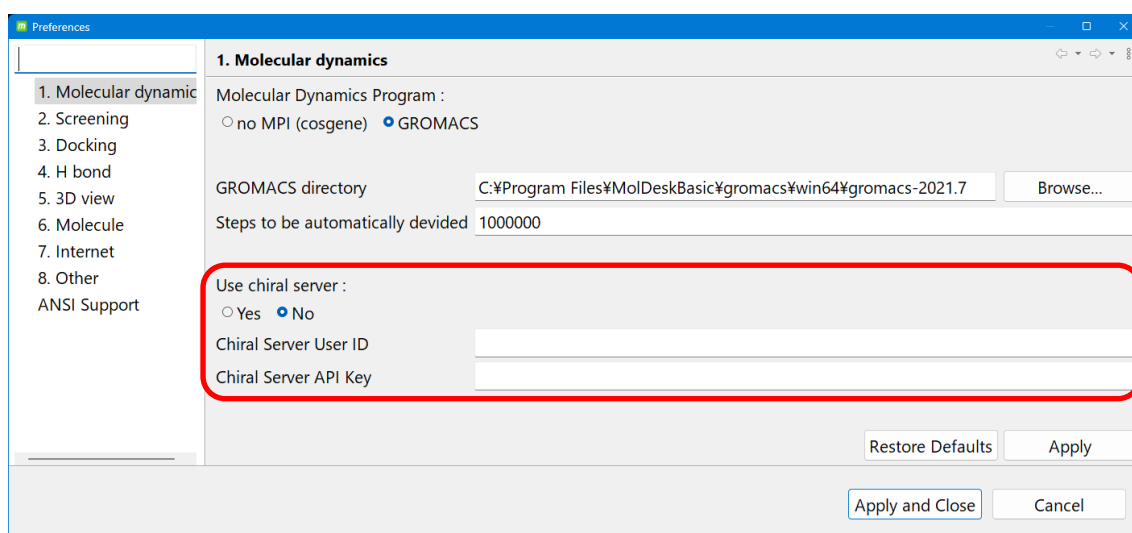 Preferences
1. Molecular dynamic
2. Screening
3. Docking
4. H bond
5. 3D view
6. Molecule
7. Internet
8. Other
ANSI Support
1. Molecular dynamics
Molecular Dynamics Program :
no MPI (cosgene) GROMACS
GROMACS directory C:¥Program Files¥MolDeskBasic¥gromacs¥win64¥gromacs-2021.7 Browse...
Steps to be automatically devided 1000000
Use chiral server :
Yes No
Chiral Server User ID
Chiral Server API Key
Restore Defaults Apply
Apply and Close Cancel